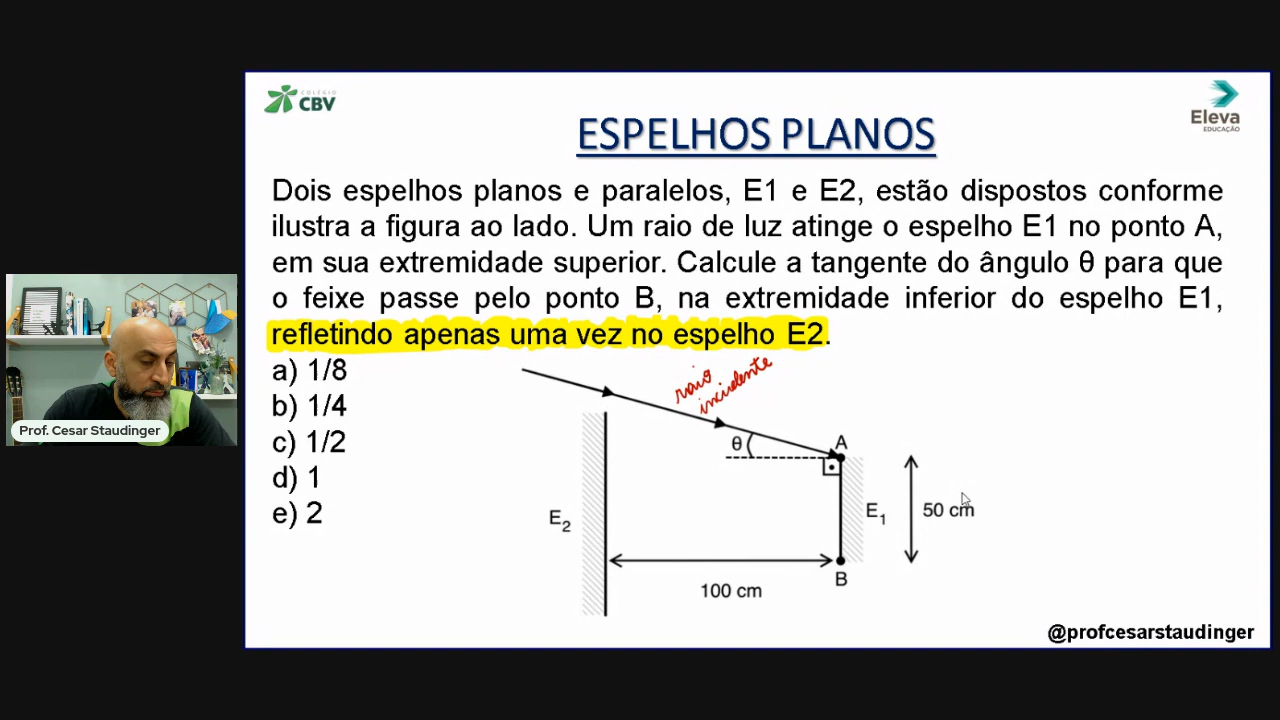 COLÉGIO
CBV
Eleva
EDUCAÇÃO
ESPELHOS PLANOS
Dois espelhos planos e paralelos, E1 e E2, estão dispostos conforme
ilustra a figura ao lado. Um raio de luz atinge o espelho E1 no ponto A,
em sua extremidade superior. Calcule a tangente do ângulo θ para que
o feixe passe pelo ponto B, na extremidade inferior do espelho E1,
refletindo apenas uma vez no espelho E2.
a) 1/8
b) 1/4
c) 1/2
d) 1
e) 2
raio
incidente
θ
A
E2
E1
50 cm
B
100 cm
Prof. Cesar Staudinger
@profcesarstaudinger